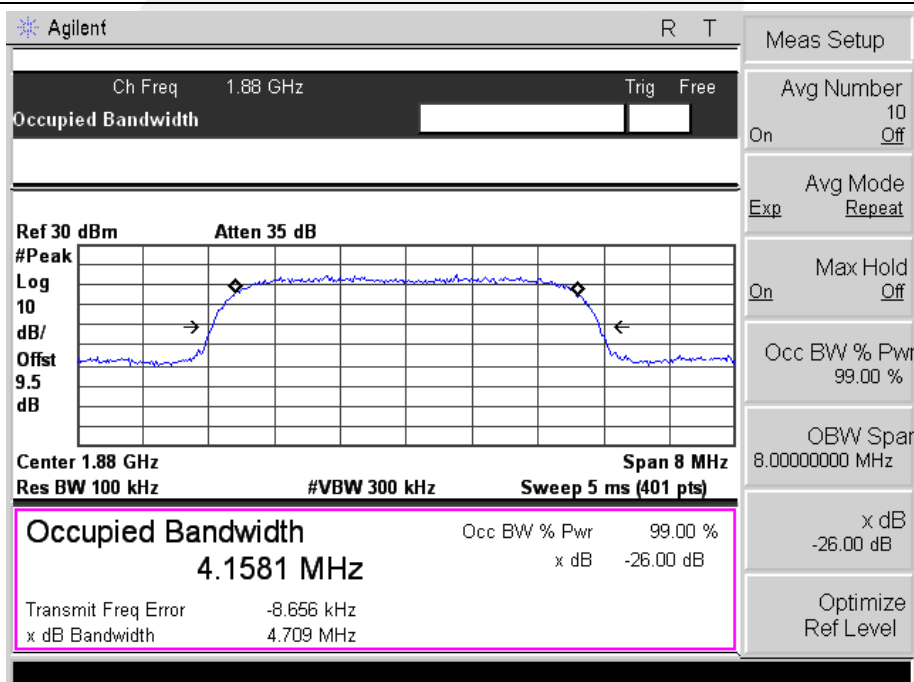 Agilent R T
Ch Freq 1.88 GHz Trig Free
Occupied Bandwidth
Ref 30 dBm Atten 35 dB
#Peak
Log
10
dB/
Offst
9.5
dB
Center 1.88 GHz Span 8 MHz
Res BW 100 kHz #VBW 300 kHz Sweep 5 ms (401 pts)
Occupied Bandwidth
4.1581 MHz
Occ BW % Pwr 99.00 %
x dB -26.00 dB
Transmit Freq Error -8.656 kHz
x dB Bandwidth 4.709 MHz
Meas Setup
Avg Number
10
On Off
Avg Mode
Exp Repeat
Max Hold
On Off
Occ BW % Pwr
99.00 %
OBW Span
8.00000000 MHz
x dB
-26.00 dB
Optimize
Ref Level